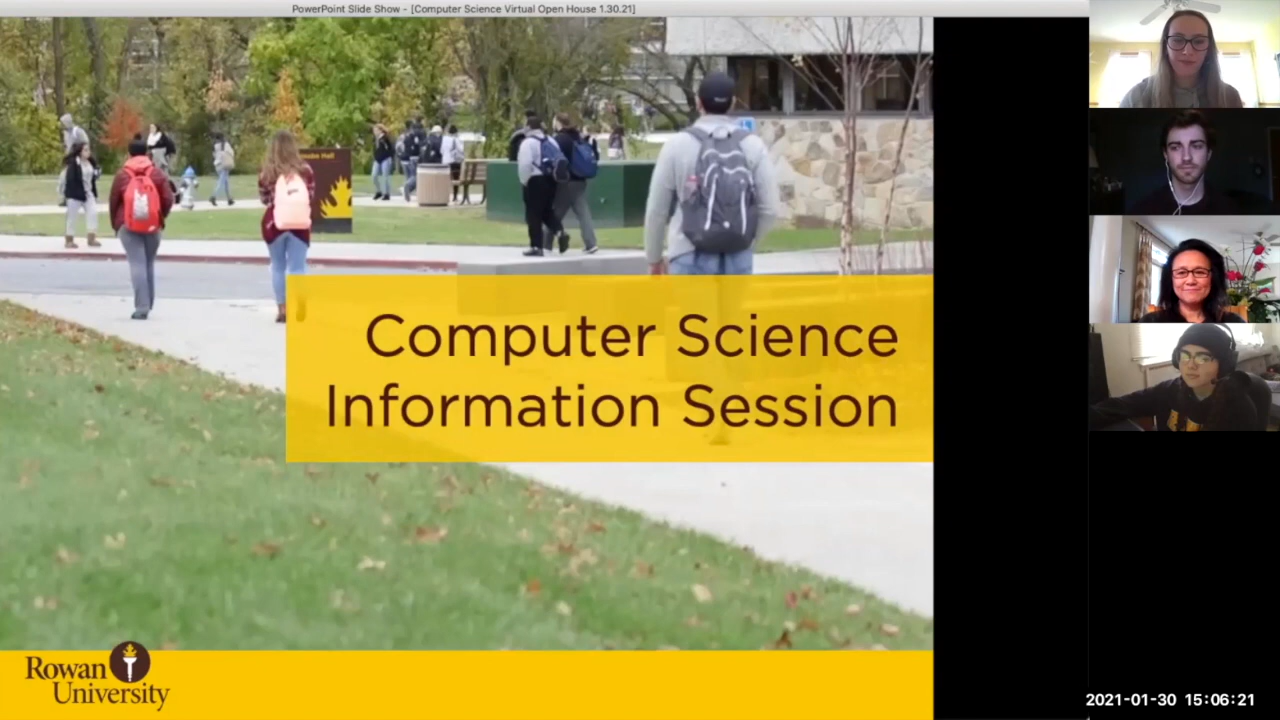 PowerPoint Slide Show - [Computer Science Virtual Open House 1.30.21]
Computer Science
Information Session
Rowan
University
2021-01-30 15:06:21